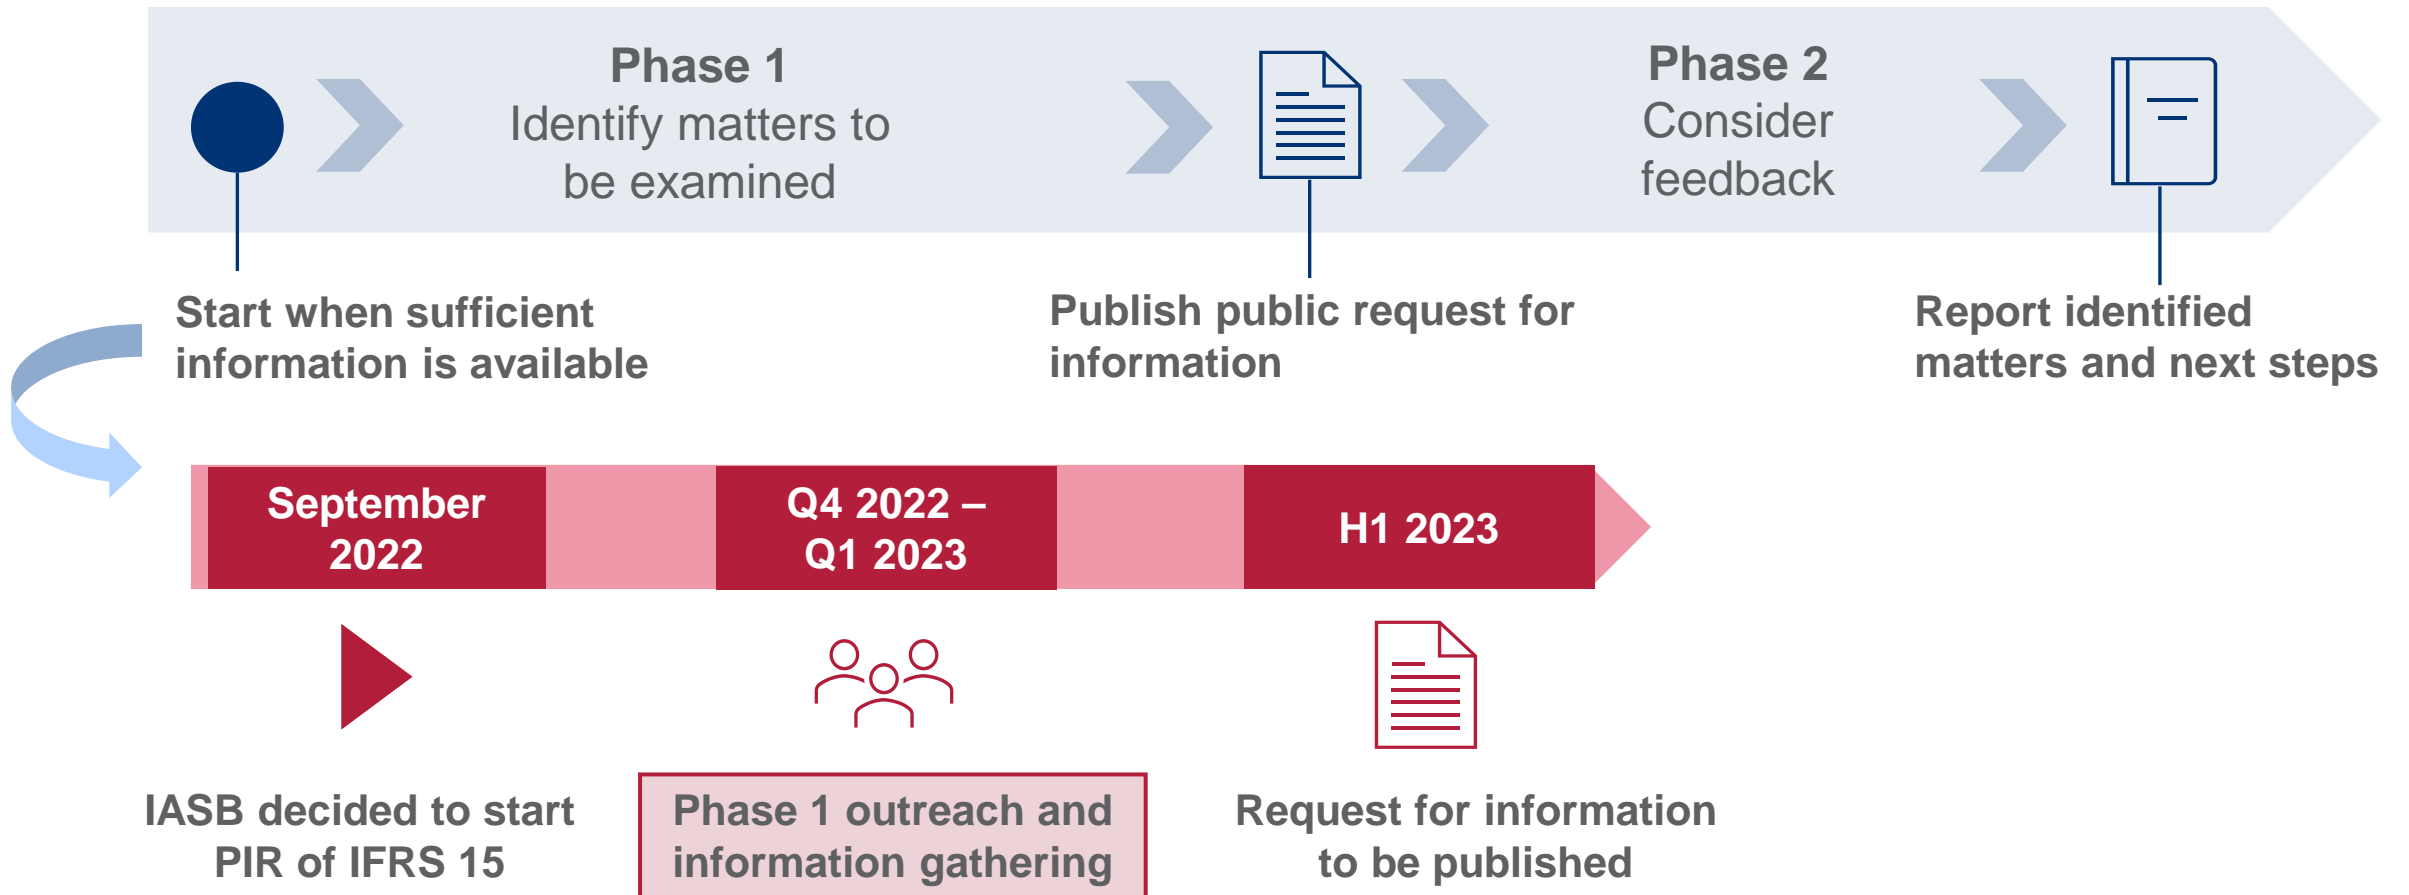 Phase 1
Identify matters to
be examined
Phase 2
Consider
feedback
Start when sufficient
information is available
Publish public request for
information
Report identified
matters and next steps
September
2022
Q4 2022 –
Q1 2023
H1 2023
IASB decided to start
PIR of IFRS 15
Phase 1 outreach and
information gathering
Request for information
to be published